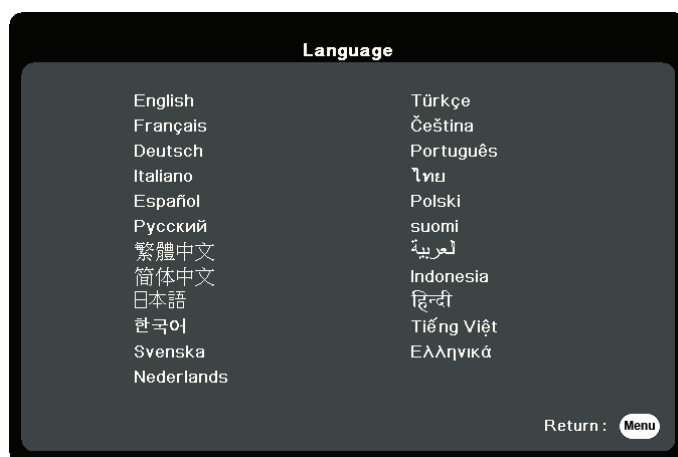 Language
English
Français
Deutsch
Italiano
Español
Русский
繁體中文
简体中文
日本語
한국어
Svenska
Nederlands
Türkçe
Čeština
Português
ไทย
Polski
suomi
العربية
Indonesia
हिन्दी
Tiếng Việt
Ελληνικά
Return: Menu